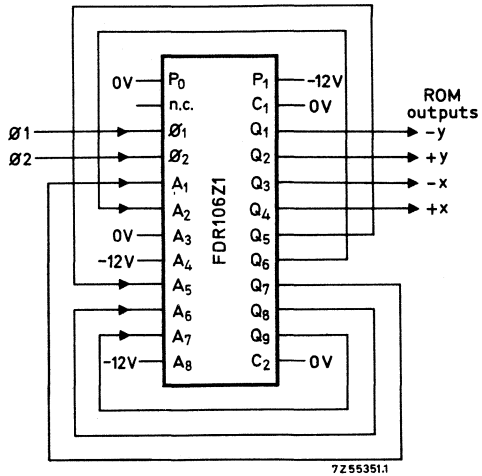 0V P₀ P₁ -12V
n.c. C₁ 0V
ROM
outputs
Ø1 Ø₁ Q₁ -y
Ø2 Ø₂ Q₂ +y
A₁ Q₃ -x
A₂ Q₄ +x
0V A₃ Q₅
-12V A₄ Q₆
A₅ Q₇
A₆ Q₈
A₇ Q₉
-12V A₈ C₂ 0V
FDR106Z1
7Z55351.1